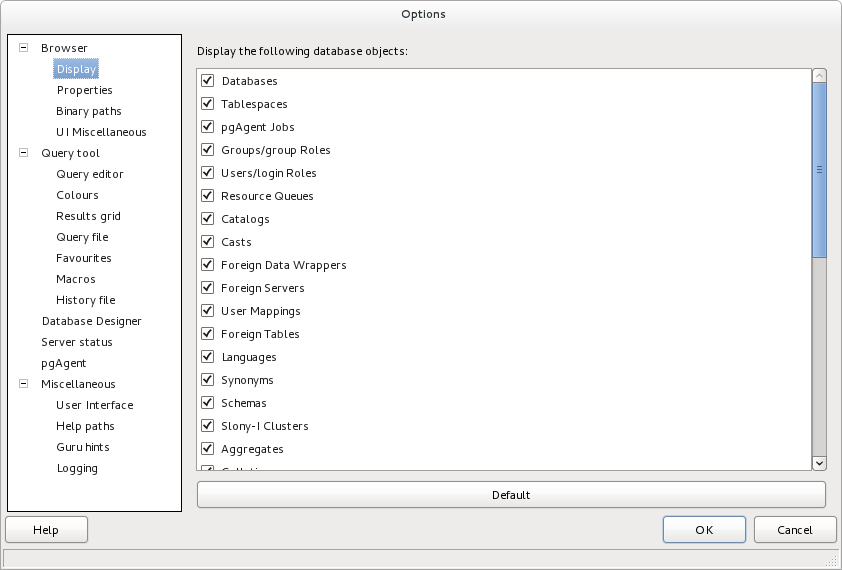 Options
Browser
Display
Properties
Binary paths
UI Miscellaneous
Query tool
Query editor
Colours
Results grid
Query file
Favourites
Macros
History file
Database Designer
Server status
pgAgent
Miscellaneous
User Interface
Help paths
Guru hints
Logging
Display the following database objects:
Databases
Tablespaces
pgAgent Jobs
Groups/group Roles
Users/login Roles
Resource Queues
Catalogs
Casts
Foreign Data Wrappers
Foreign Servers
User Mappings
Foreign Tables
Languages
Synonyms
Schemas
Slony-I Clusters
Aggregates
Default
Help
OK
Cancel